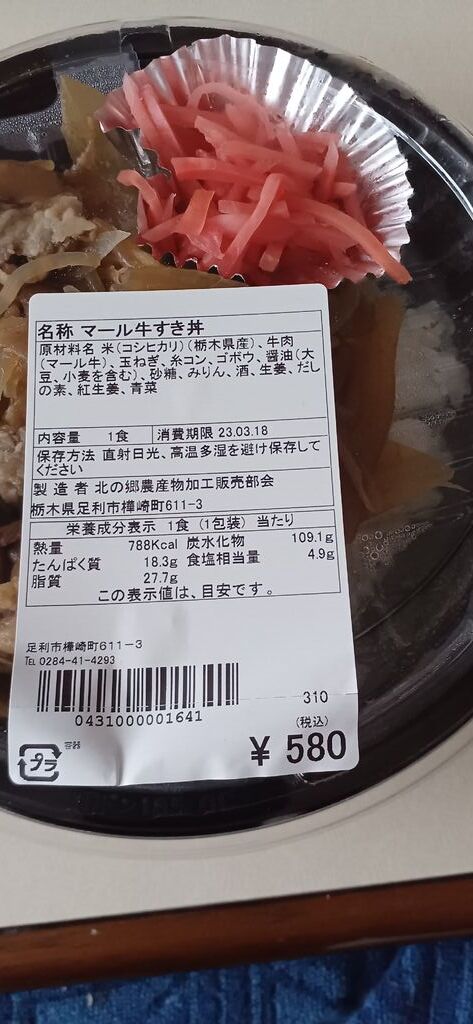 名称 マール牛すき丼
原材料名 米(コシヒカリ)(栃木県産)、牛肉
(マール牛)、玉ねぎ、糸コン、ゴボウ、醤油(大
豆、小麦を含む)、砂糖、みりん、酒、生姜、だし
の素、紅生姜、青菜
内容量 1食 消費期限 23.03.18
保存方法 直射日光、高温多湿を避け保存して
ください
製造者 北の郷農産物加工販売部会
栃木県足利市樺崎町611-3
栄養成分表示 1食 (1包装) 当たり
熱量 788Kcal 炭水化物 109.1g
たんぱく質 18.3g 食塩相当量 4.9g
脂質 27.7g
この表示値は、目安です。
足利市樺崎町611-3
TEL 0284-41-4293
310
0431000001641
(税込)
¥ 580
プラ
容器